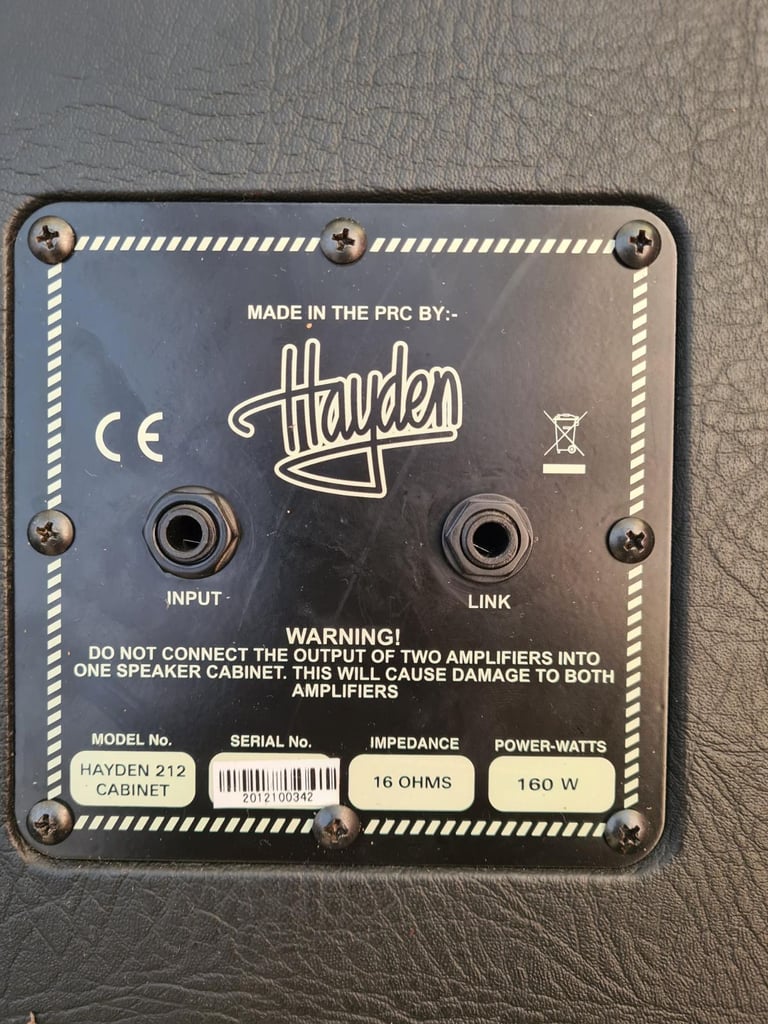 MADE IN THE PRC BY:-
Hayden
CE
INPUT
LINK
WARNING!
DO NOT CONNECT THE OUTPUT OF TWO AMPLIFIERS INTO
ONE SPEAKER CABINET. THIS WILL CAUSE DAMAGE TO BOTH
AMPLIFIERS
MODEL No.
SERIAL No.
IMPEDANCE
POWER-WATTS
HAYDEN 212
CABINET
2012100342
16 OHMS
160 W